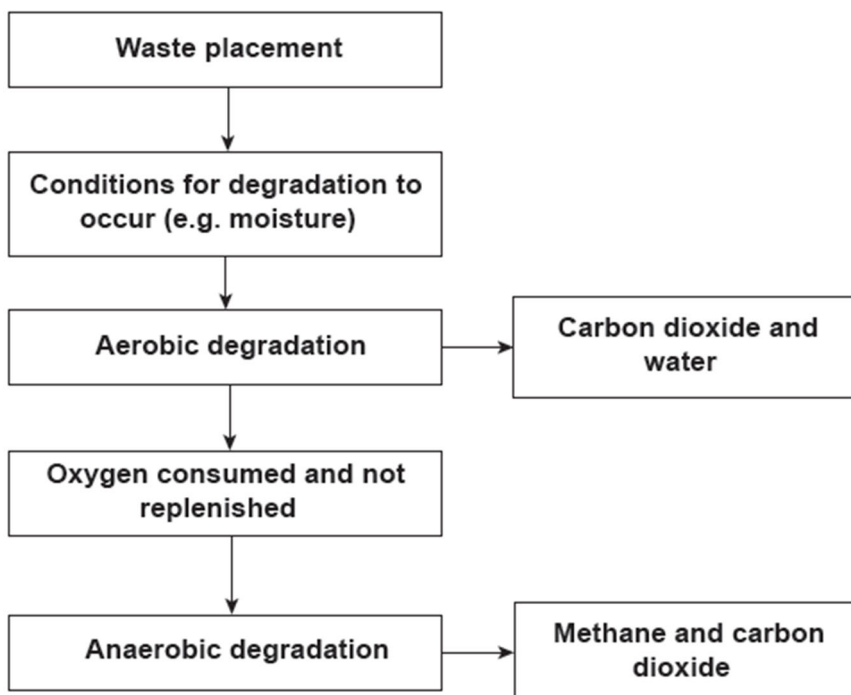 Waste placement
Conditions for degradation to
occur (e.g. moisture)
Aerobic degradation
Carbon dioxide and
water
Oxygen consumed and not
replenished
Anaerobic degradation
Methane and carbon
dioxide